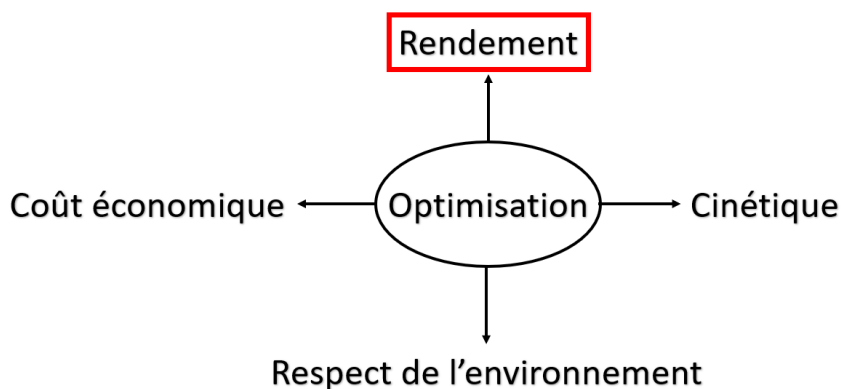 Rendement
Coût économique
Optimisation
Cinétique
Respect de l’environnement